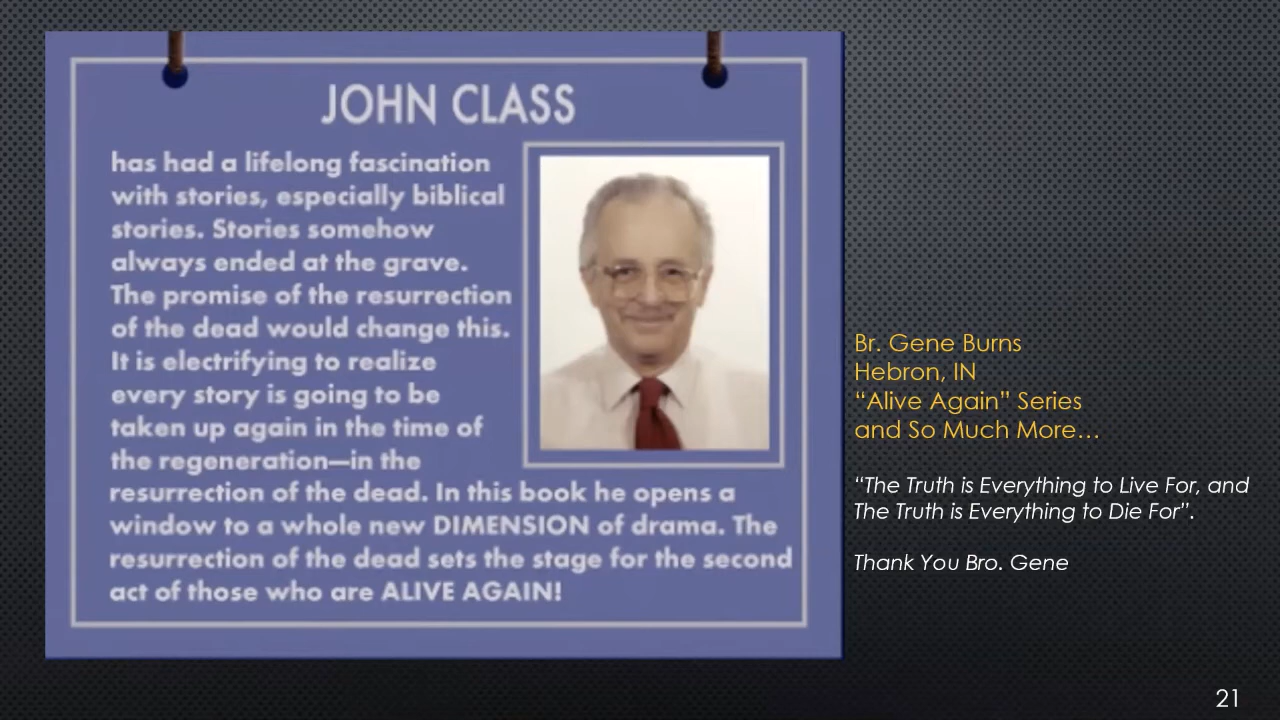 JOHN CLASS
has had a lifelong fascination
with stories, especially biblical
stories. Stories somehow
always ended at the grave.
The promise of the resurrection
of the dead would change this.
It is electrifying to realize
every story is going to be
taken up again in the time of
the regeneration—in the
resurrection of the dead. In this book he opens a
window to a whole new DIMENSION of drama. The
resurrection of the dead sets the stage for the second
act of those who are ALIVE AGAIN!
Br. Gene Burns
Hebron, IN
“Alive Again” Series
and So Much More…
“The Truth is Everything to Live For, and
The Truth is Everything to Die For”.
Thank You Bro. Gene
21